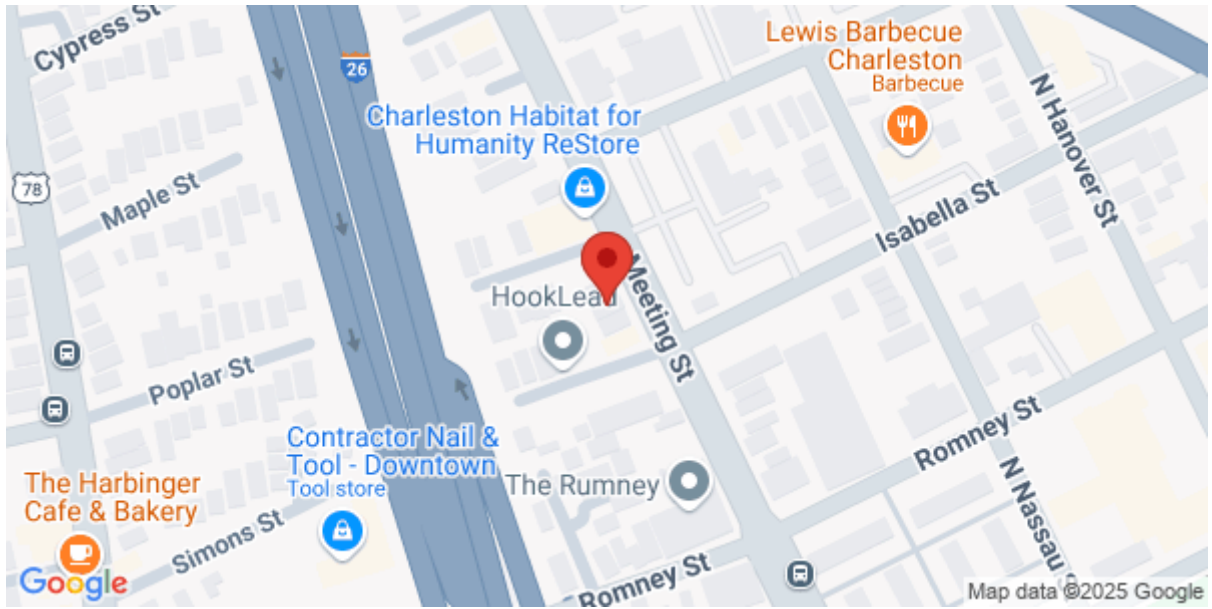 Cypress St
26
Lewis Barbecue
Charleston
Barbecue
Charleston Habitat for
Humanity ReStore
N Hanover St
78
Maple St
Isabella St
Meeting St
HookLead
Poplar St
Romney St
Contractor Nail &
Tool - Downtown
Tool store
The Rumney
The Harbinger
Cafe & Bakery
Simons St
N Nassau
Romney St
Google
Map data ©2025 Google